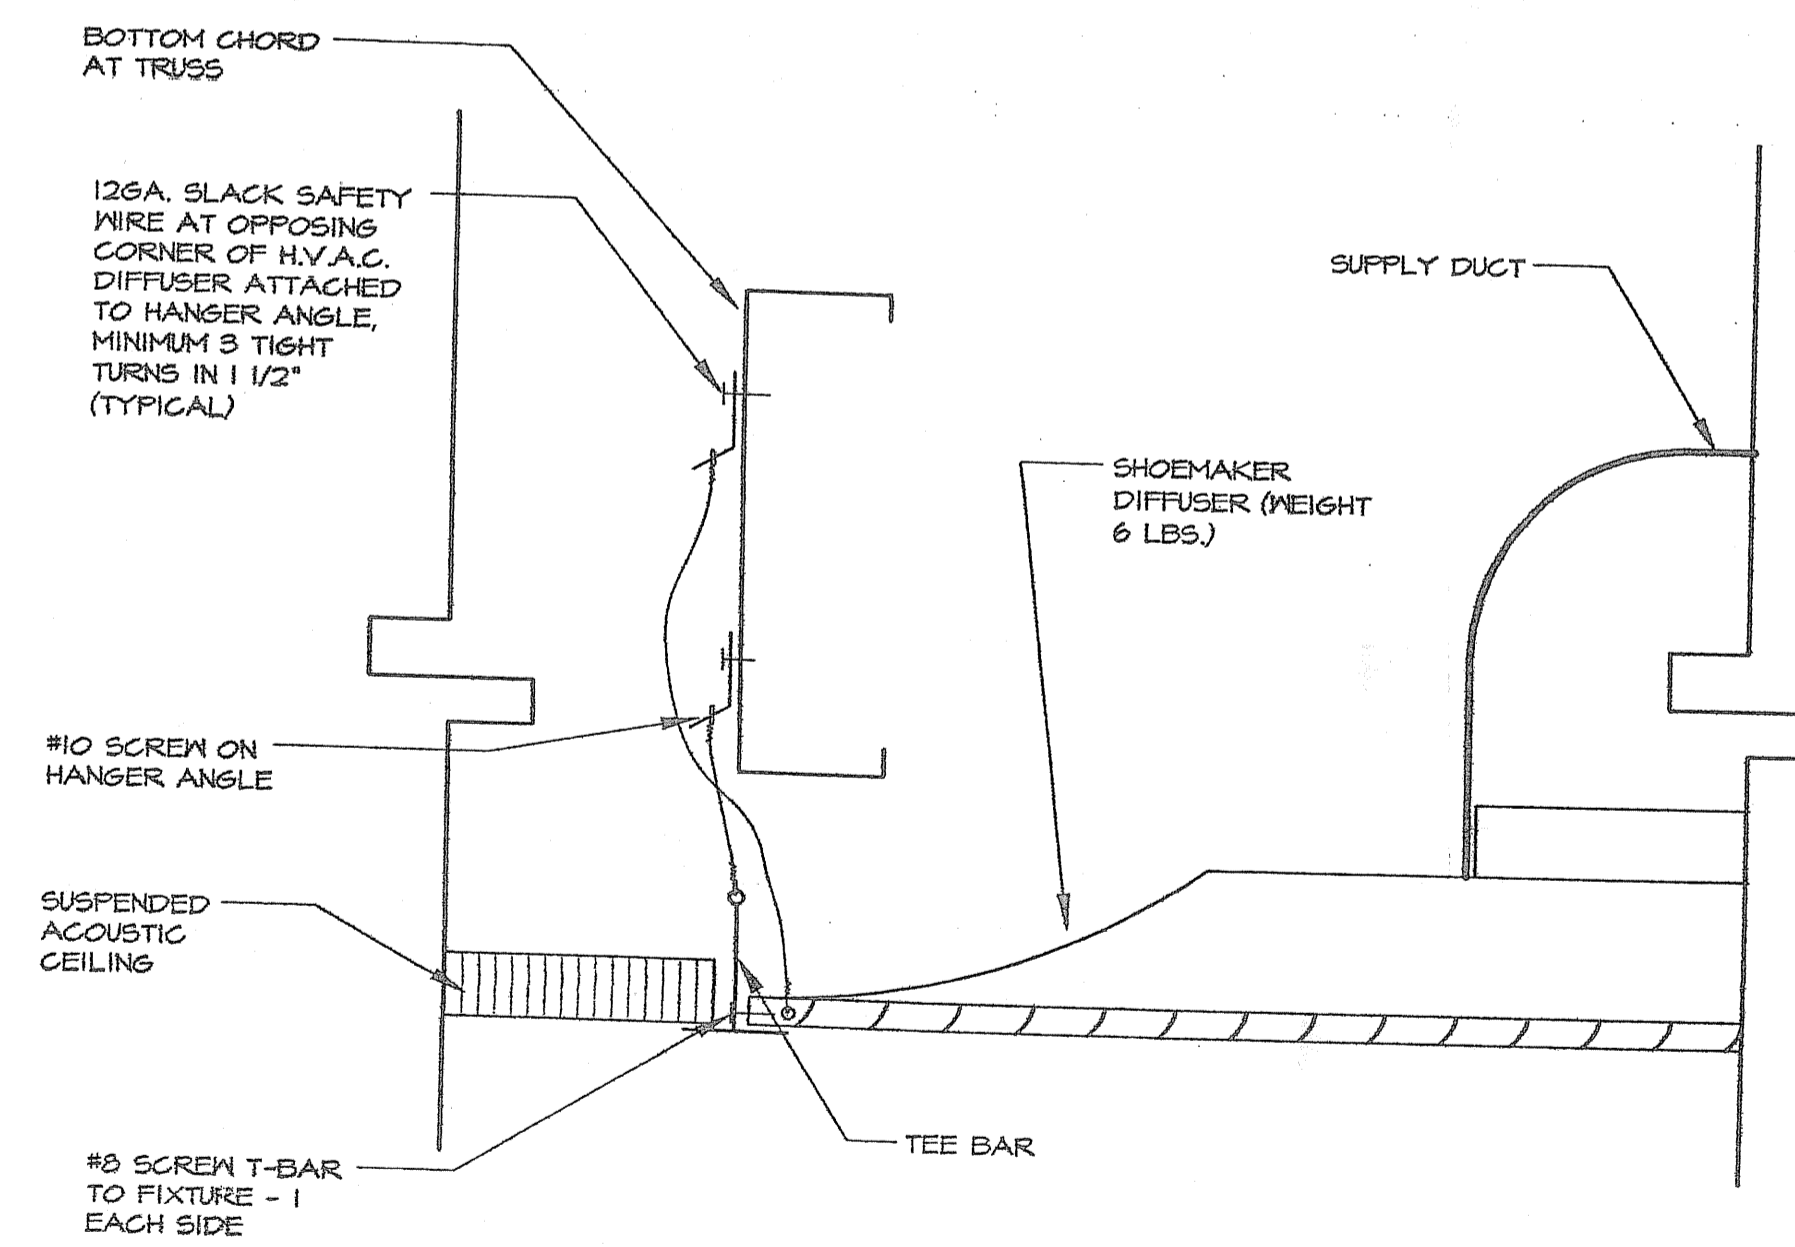 BOTTOM CHORD
AT TRUSS
12GA. SLACK SAFETY
WIRE AT OPPOSING
CORNER OF H.V.A.C.
DIFFUSER ATTACHED
TO HANGER ANGLE,
MINIMUM 3 TIGHT
TURNS IN 1 1/2"
(TYPICAL)
SUPPLY DUCT
SHOEMAKER
DIFFUSER (WEIGHT
6 LBS.)
#10 SCREW ON
HANGER ANGLE
SUSPENDED
ACOUSTIC
CEILING
TEE BAR
#8 SCREW T-BAR
TO FIXTURE - 1
EACH SIDE